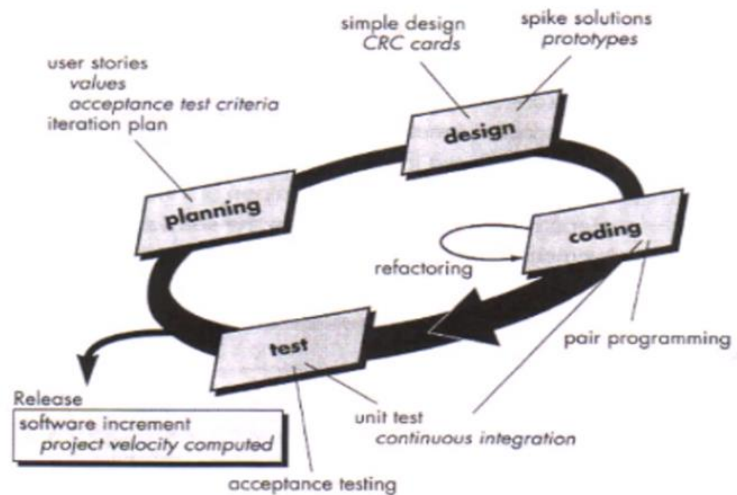 simple design
CRC cards
spike solutions
prototypes
user stories
values
acceptance test criteria
iteration plan
design
planning
coding
refactoring
pair programming
test
Release
software increment
project velocity computed
unit test
continuous integration
acceptance testing